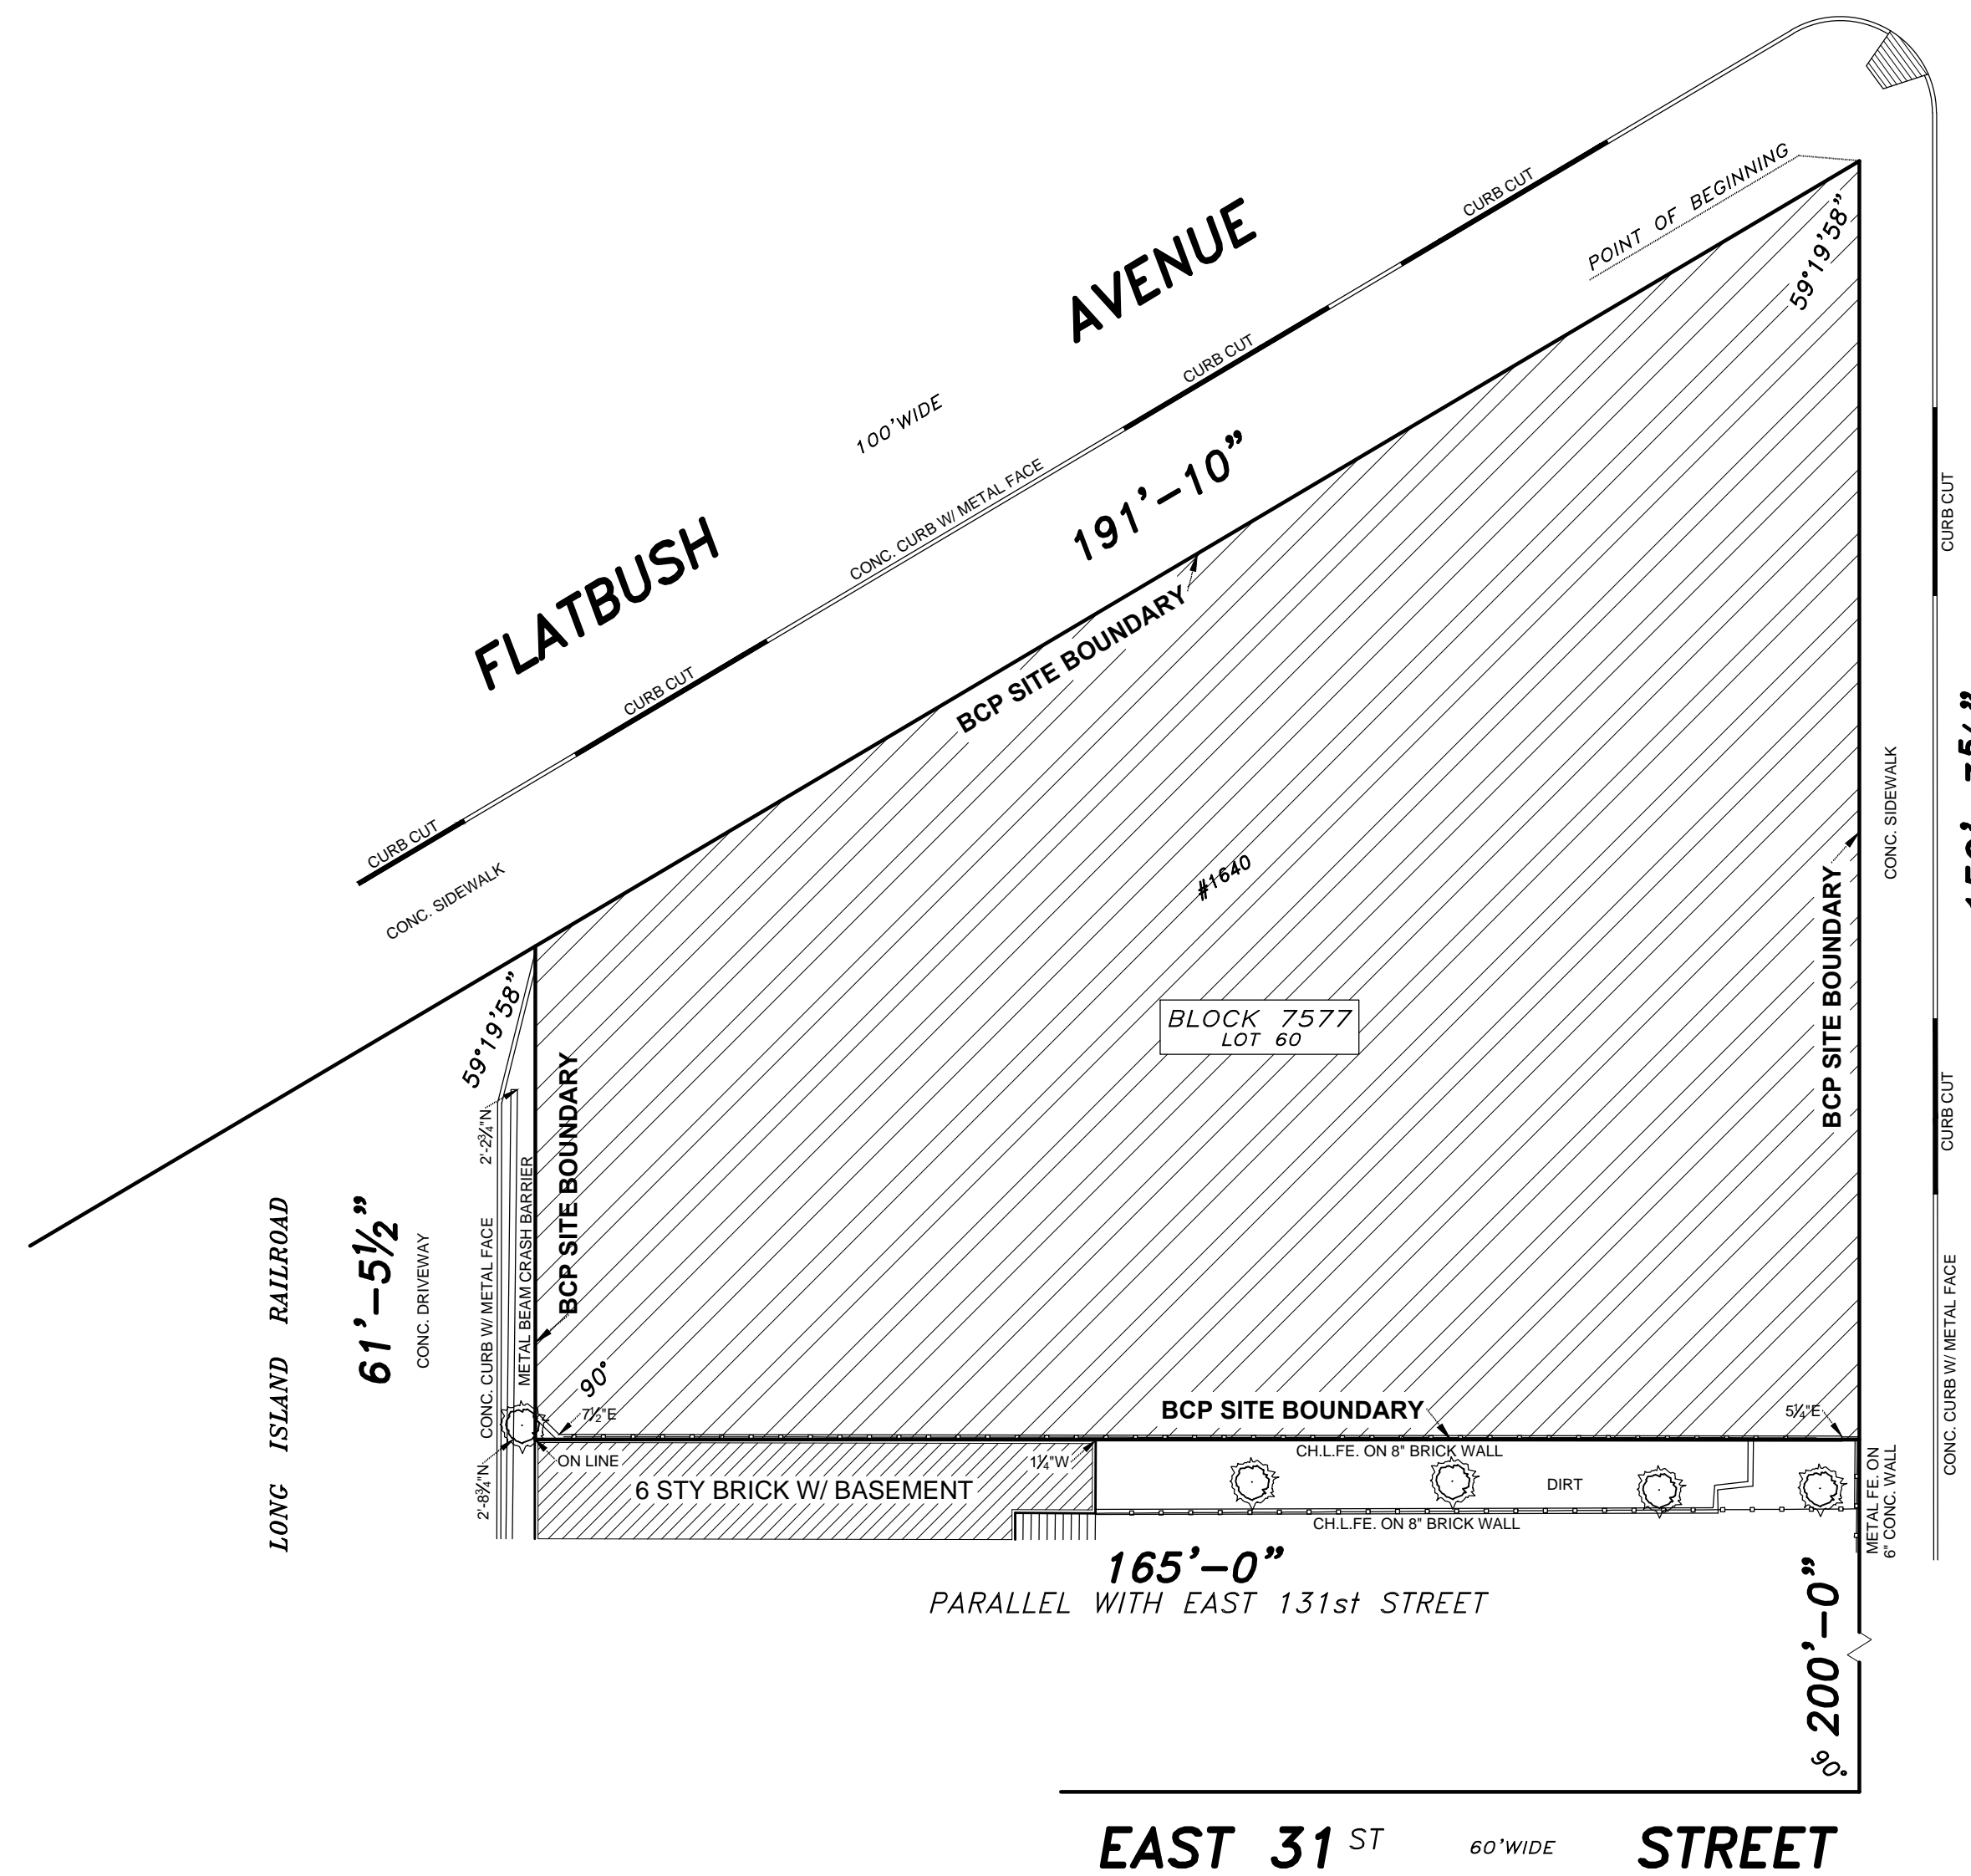 POINT OF BEGINNING
CURB CUT
59°19'58"
AVENUE
CURB CUT
100'WIDE
191'-10"
CONC. CURB W/ METAL FACE
CURB CUT
FLATBUSH
BCP SITE BOUNDARY
CURB CUT
CONC. SIDEWALK
CURB CUT
CONC. SIDEWALK
#1640
BCP SITE BOUNDARY
59°19'58"
BLOCK 7577
LOT 60
CURB CUT
2'-2¾"N
BCP SITE BOUNDARY
METAL BEAM CRASH BARRIER
CONC. CURB W/ METAL FACE
CONC. DRIVEWAY
61'-5½"
LONG ISLAND RAILROAD
CONC. CURB W/ METAL FACE
90°
7½"E
BCP SITE BOUNDARY
5¼"E
ON LINE
1¼"W
CH.L.FE. ON 8" BRICK WALL
2'-8¾"N
6 STY BRICK W/ BASEMENT
DIRT
METAL FE. ON
6" CONC. WALL
CH.L.FE. ON 8" BRICK WALL
165'-0"
PARALLEL WITH EAST 131st STREET
200'-0"
90°
EAST 31 ST 60'WIDE STREET